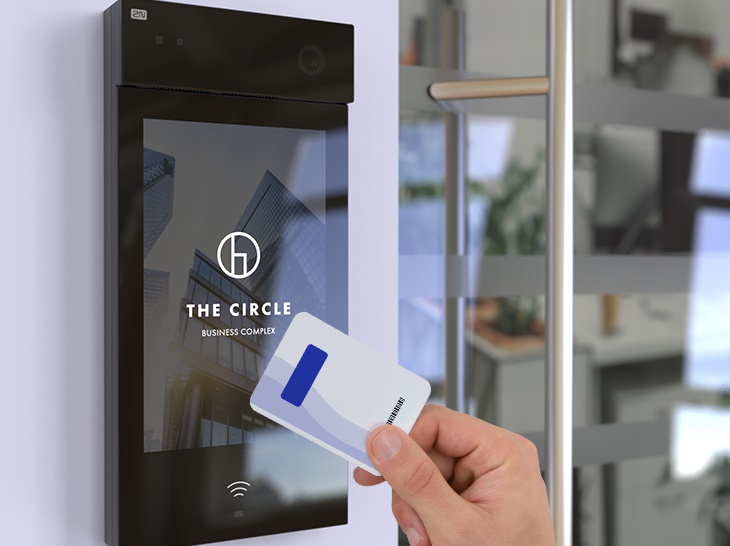 2N
THE CIRCLE
BUSINESS COMPLEX